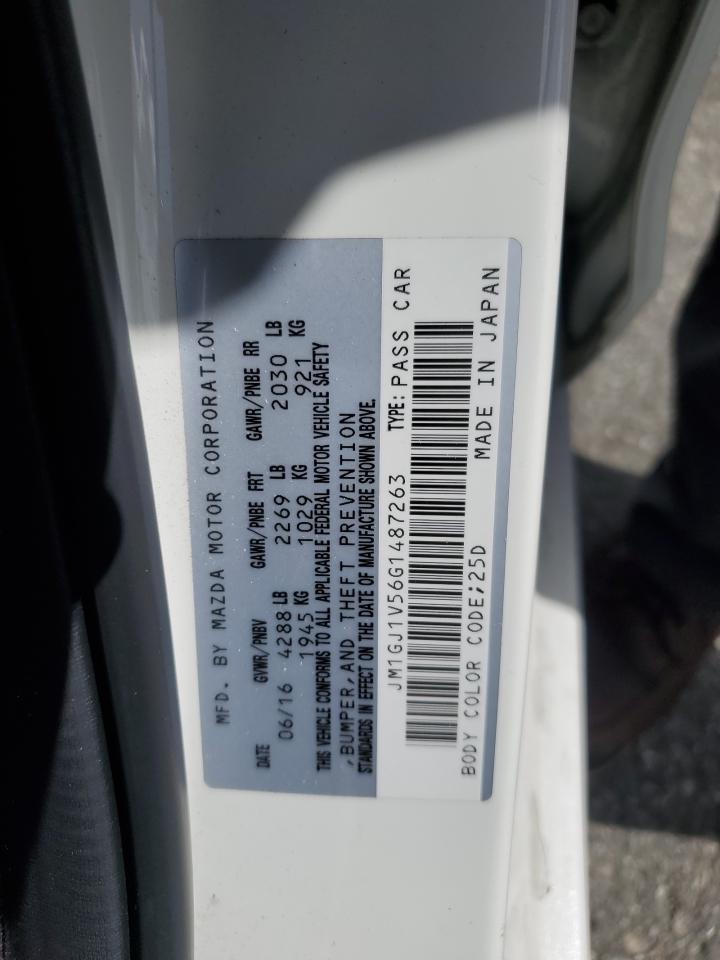 MFD. BY MAZDA MOTOR CORPORATION
DATE GVWR/PNBV GAWR/PNBE FRT GAWR/PNBE RR
06/16 4288 LB 2269 LB 2030 LB
1945 KG 1029 KG 921 KG
THIS VEHICLE CONFORMS TO ALL APPLICABLE FEDERAL MOTOR VEHICLE SAFETY
,BUMPER,AND THEFT PREVENTION
STANDARDS IN EFFECT ON THE DATE OF MANUFACTURE SHOWN ABOVE.
JM1GJ1V56G1487263 TYPE: PASS CAR
BODY COLOR CODE;25D MADE IN JAPAN